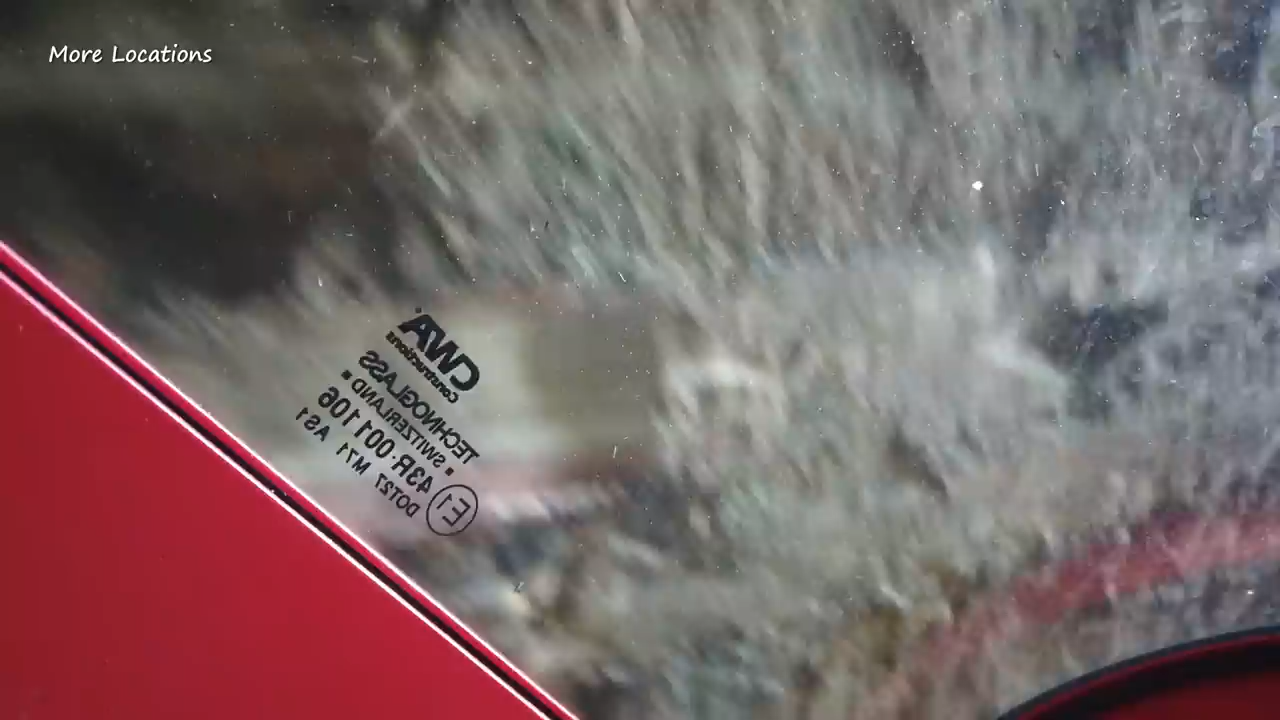 More Locations
CWA
constructions
TECHNOGLASS
▪ SWITZERLAND ▪
E1 43R-001106
DOT27 M71 AS1